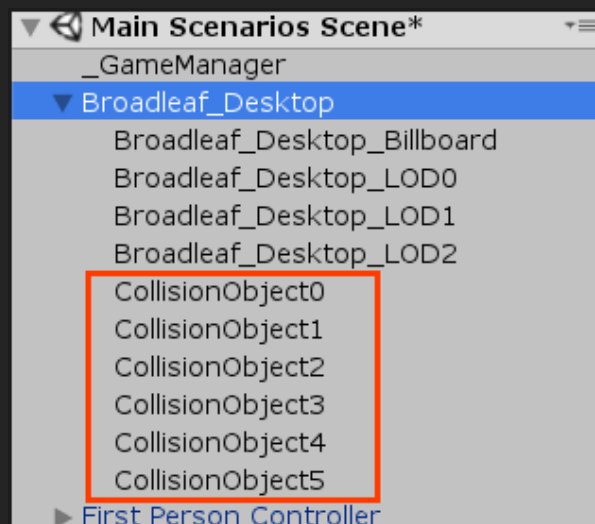 Main Scenarios Scene*
_GameManager
Broadleaf_Desktop
Broadleaf_Desktop_Billboard
Broadleaf_Desktop_LOD0
Broadleaf_Desktop_LOD1
Broadleaf_Desktop_LOD2
CollisionObject0
CollisionObject1
CollisionObject2
CollisionObject3
CollisionObject4
CollisionObject5
First Person Controller